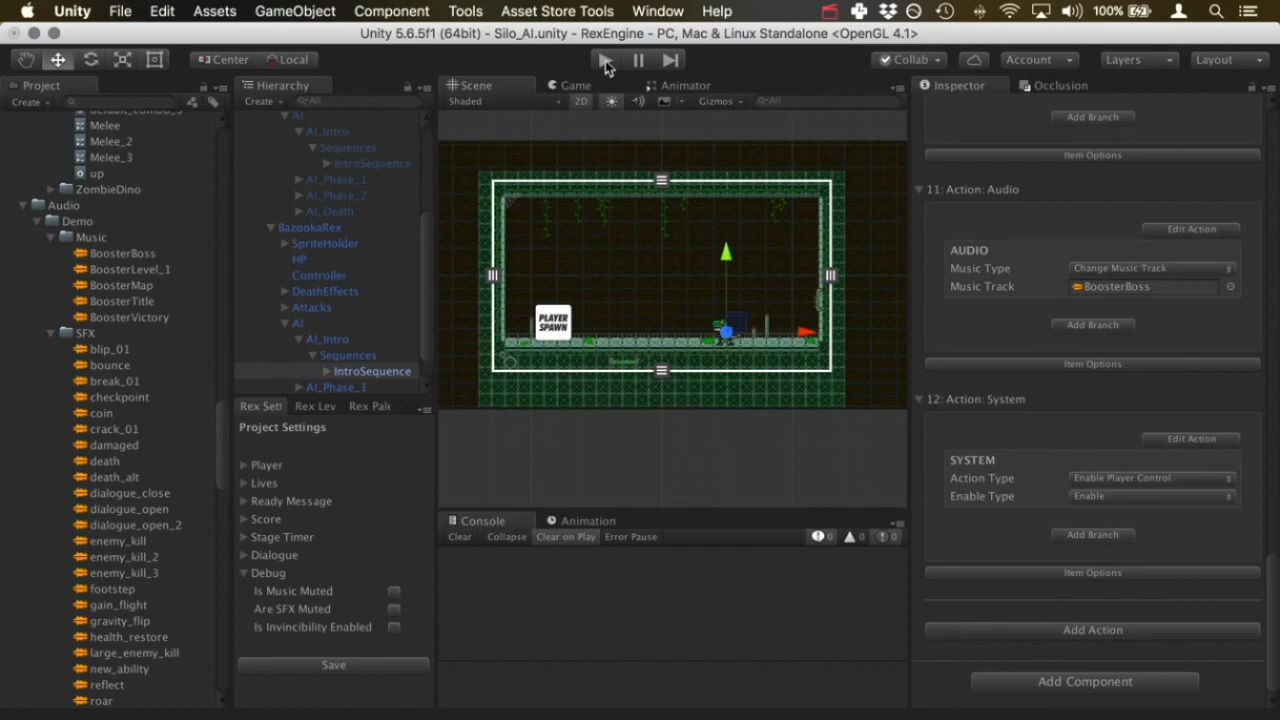 Unity File Edit Assets GameObject Component Tools Asset Store Tools Window Help 100%
Unity 5.6.5f1 (64bit) - Silo_AI.unity - RexEngine - PC, Mac & Linux Standalone <OpenGL 4.1>
Center Local Collab Account Layers Layout
Project
Create
default_combo_3
Melee
Melee_2
Melee_3
up
ZombieDino
Audio
Demo
Music
BoosterBoss
BoosterLevel_1
BoosterMap
BoosterTitle
BoosterVictory
SFX
blip_01
bounce
break_01
checkpoint
coin
crack_01
damaged
death
death_alt
dialogue_close
dialogue_open
dialogue_open_2
enemy_kill
enemy_kill_2
enemy_kill_3
footstep
gain_flight
gravity_flip
health_restore
large_enemy_kill
new_ability
reflect
roar
Hierarchy
Create All
AI
AI_Intro
Sequences
IntroSequence
AI_Phase_1
AI_Phase_2
AI_Death
BazookaRex
SpriteHolder
HP
Controller
DeathEffects
Attacks
AI
AI_Intro
Sequences
IntroSequence
AI_Phase_1
Rex Set Rex Lev Rex Pal
Project Settings
Player
Lives
Ready Message
Score
Stage Timer
Dialogue
Debug
Is Music Muted
Are SFX Muted
Is Invincibility Enabled
Save
Scene Game Animator
Shaded 2D Gizmos All
PLAYER
SPAWN
Console Animation
Clear Collapse Clear on Play Error Pause 0 0 0
Inspector Occlusion
Add Branch
Item Options
11: Action: Audio
Edit Action
AUDIO
Music Type Change Music Track
Music Track BoosterBoss
Add Branch
Item Options
12: Action: System
Edit Action
SYSTEM
Action Type Enable Player Control
Enable Type Enable
Add Branch
Item Options
Add Action
Add Component